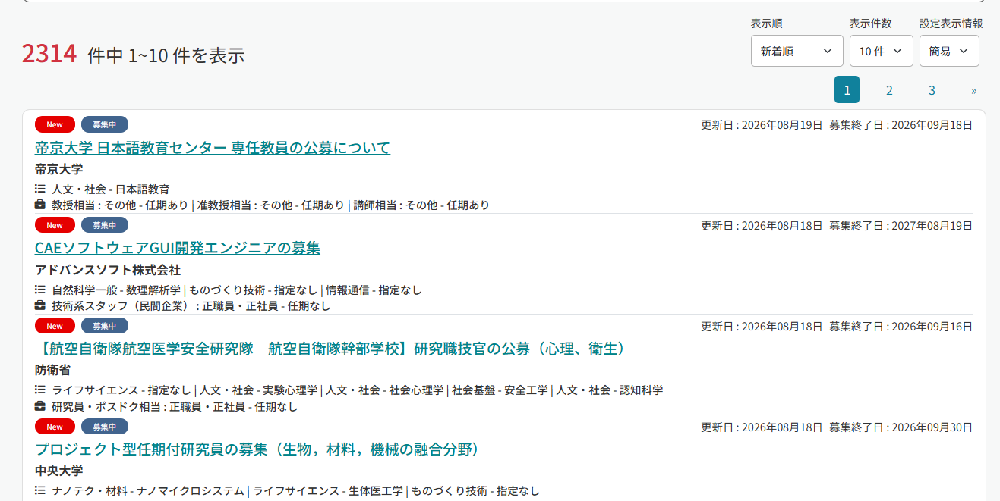 表示順 表示件数 設定表示情報
2314 件中 1~10 件を表示
新着順 10 件 簡易
1 2 3 »
New 募集中 更新日 : 2026年08月19日 募集終了日 : 2026年09月18日
帝京大学 日本語教育センター 専任教員の公募について
帝京大学
人文・社会 - 日本語教育
教授相当 : その他 - 任期あり | 准教授相当 : その他 - 任期あり | 講師相当 : その他 - 任期あり
New 募集中 更新日 : 2026年08月18日 募集終了日 : 2027年08月19日
CAEソフトウェアGUI開発エンジニアの募集
アドバンスソフト株式会社
自然科学一般 - 数理解析学 | ものづくり技術 - 指定なし | 情報通信 - 指定なし
技術系スタッフ（民間企業） : 正職員・正社員 - 任期なし
New 募集中 更新日 : 2026年08月18日 募集終了日 : 2026年09月16日
【航空自衛隊航空医学安全研究隊　航空自衛隊幹部学校】研究職技官の公募（心理、衛生）
防衛省
ライフサイエンス - 指定なし | 人文・社会 - 実験心理学 | 人文・社会 - 社会心理学 | 社会基盤 - 安全工学 | 人文・社会 - 認知科学
研究員・ポスドク相当 : 正職員・正社員 - 任期なし
New 募集中 更新日 : 2026年08月18日 募集終了日 : 2026年09月30日
プロジェクト型任期付研究員の募集（生物，材料，機械の融合分野）
中央大学
ナノテク・材料 - ナノマイクロシステム | ライフサイエンス - 生体医工学 | ものづくり技術 - 指定なし